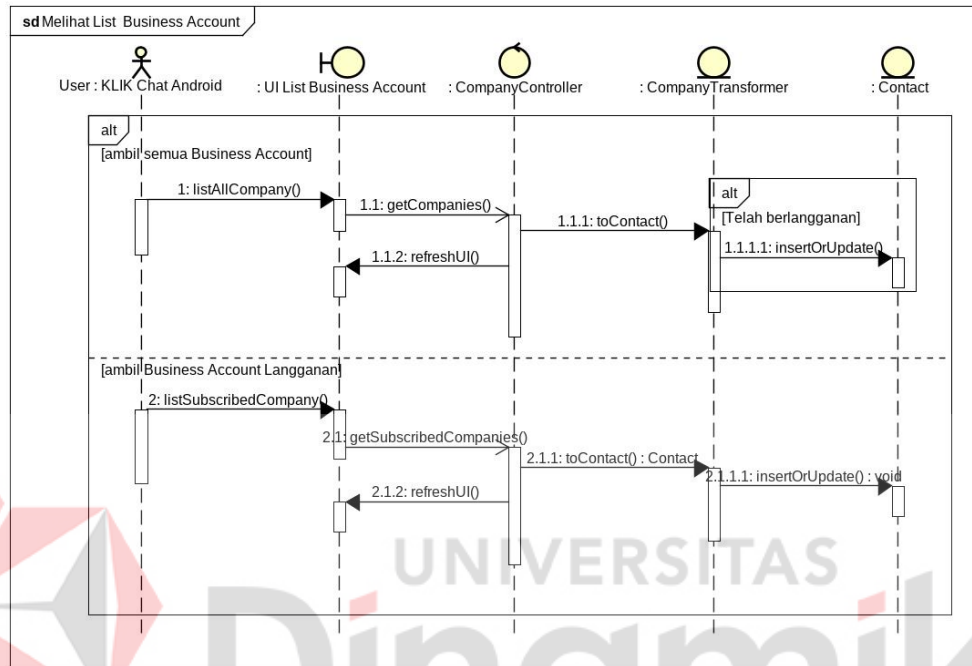 sd Melihat List Business Account
User : KLIK Chat Android
: UI List Business Account
: CompanyController
: CompanyTransformer
: Contact
alt
[ambil semua Business Account]
1: listAllCompany()
1.1: getCompanies()
1.1.1: toContact()
alt
[Telah berlangganan]
1.1.1.1: insertOrUpdate()
1.1.2: refreshUI()
[ambil Business Account Langganan]
2: listSubscribedCompany()
2.1: getSubscribedCompanies()
2.1.1: toContact() : Contact
2.1.1.1: insertOrUpdate() : void
2.1.2: refreshUI()
UNIVERSITAS
Dinamik